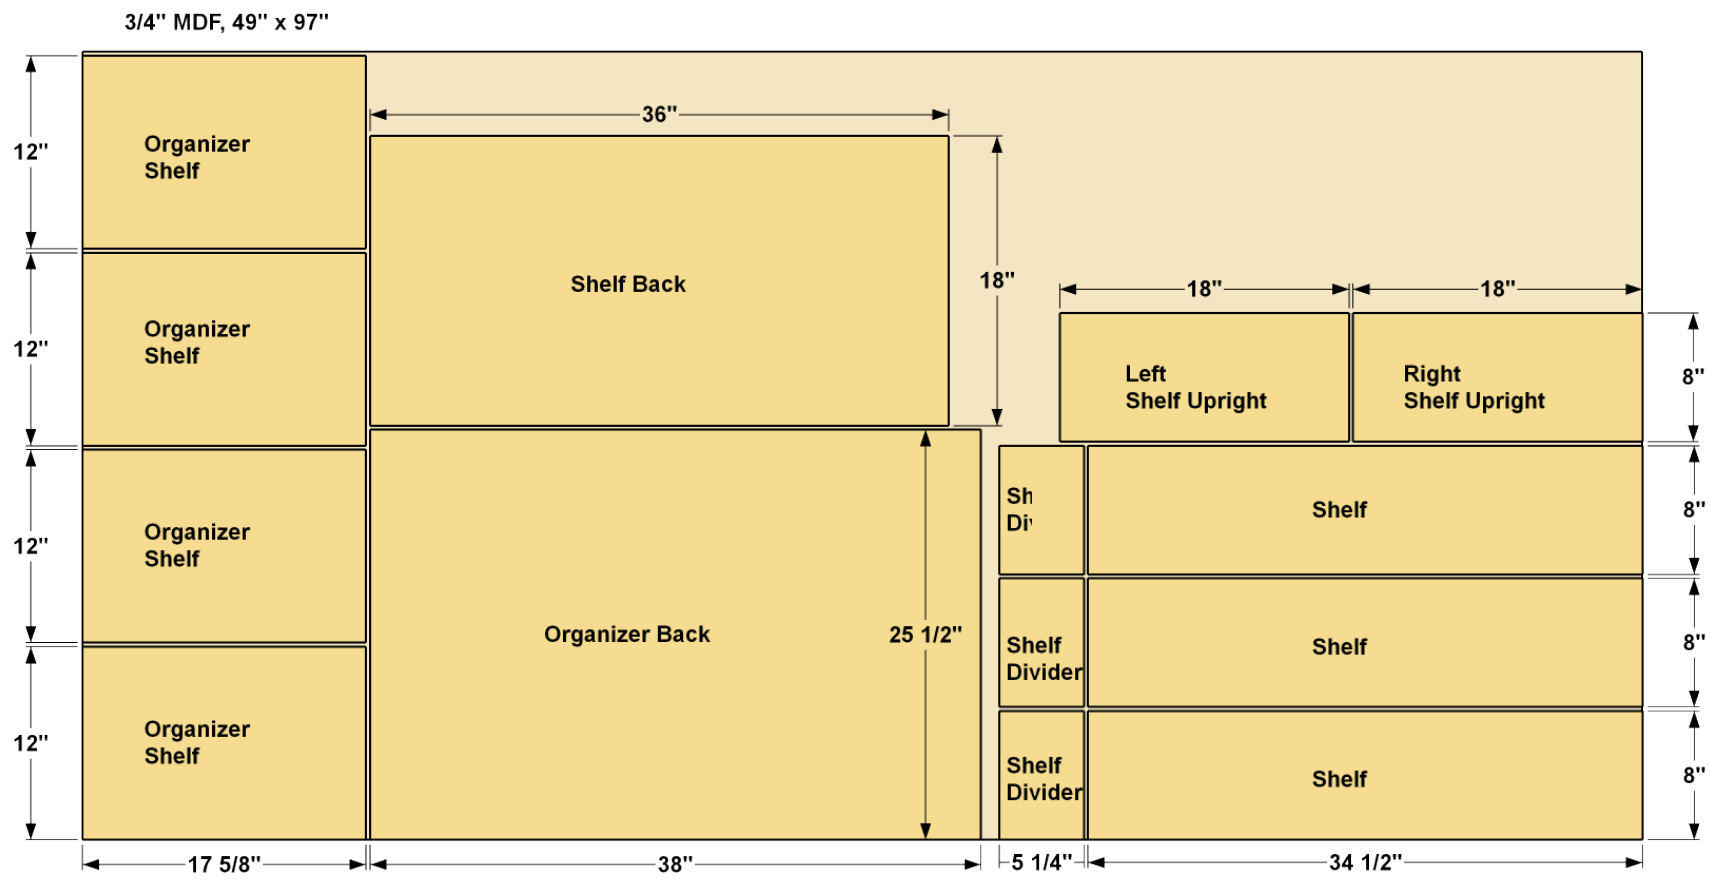 3/4" MDF, 49" x 97"
12"
Organizer
Shelf
36"
18"
Shelf Back
18"
18"
12"
Organizer
Shelf
Left
Shelf Upright
Right
Shelf Upright
8"
12"
Organizer
Shelf
Sh
Shelf
8"
Organizer Back
25 1/2"
Shelf
Divider
Shelf
8"
12"
Organizer
Shelf
Shelf
Divider
Shelf
8"
17 5/8"
38"
5 1/4"
34 1/2"